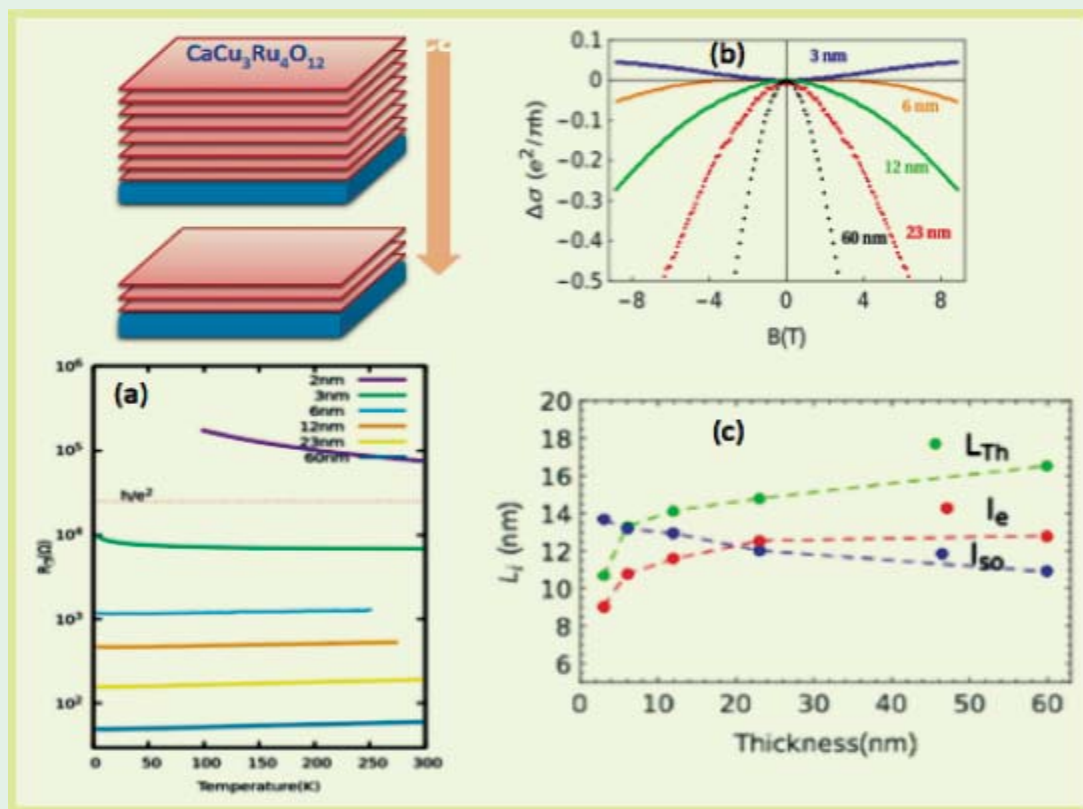 CaCu₃Ru₄O₁₂
(b)
0.1
0
−0.1
−0.2
−0.3
−0.4
−0.5
Δσ (e²/πh)
3 nm
6 nm
12 nm
23 nm
60 nm
−8
−4
0
4
8
B(T)
(a)
10⁶
10⁵
10⁴
10³
10²
2nm
3nm
6nm
12nm
23nm
60nm
h/e²
0
50
100
150
200
250
300
Temperature(K)
(c)
20
18
16
14
12
10
8
6
Lᵢ (nm)
L_Th
l_e
l_so
0
10
20
30
40
50
60
Thickness(nm)